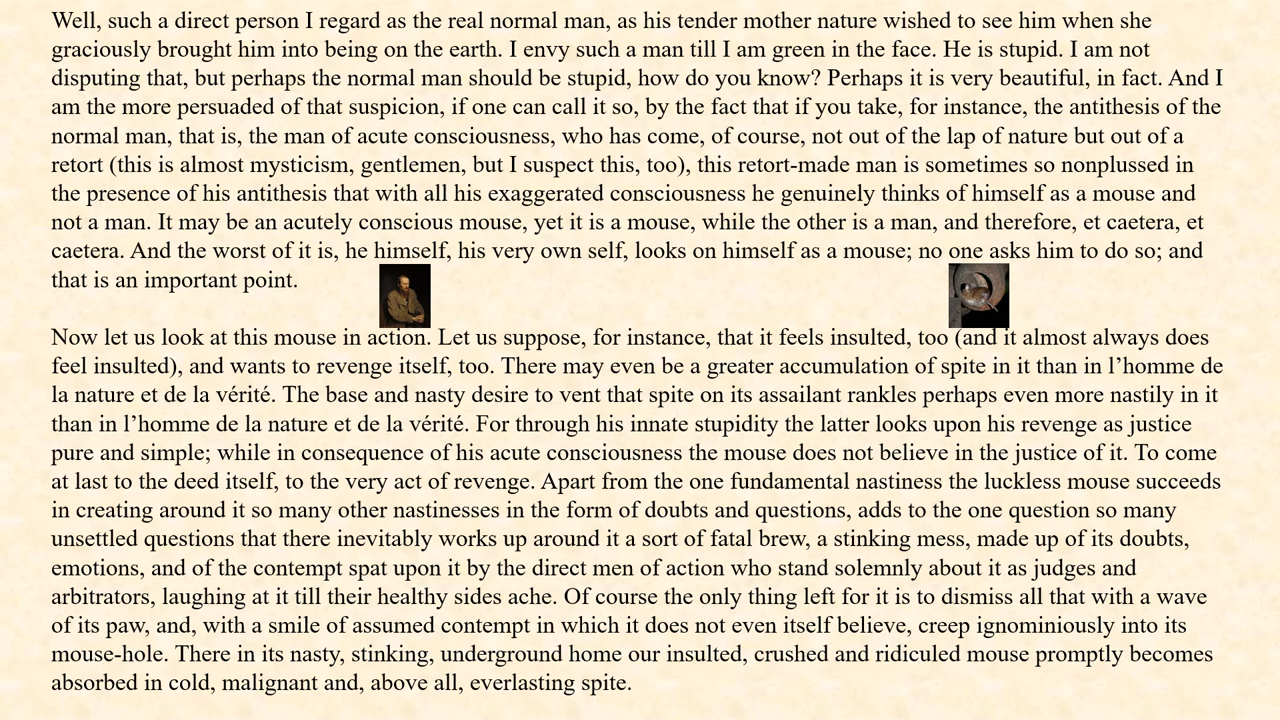 Well, such a direct person I regard as the real normal man, as his tender mother nature wished to see him when she
graciously brought him into being on the earth. I envy such a man till I am green in the face. He is stupid. I am not
disputing that, but perhaps the normal man should be stupid, how do you know? Perhaps it is very beautiful, in fact. And I
am the more persuaded of that suspicion, if one can call it so, by the fact that if you take, for instance, the antithesis of the
normal man, that is, the man of acute consciousness, who has come, of course, not out of the lap of nature but out of a
retort (this is almost mysticism, gentlemen, but I suspect this, too), this retort-made man is sometimes so nonplussed in
the presence of his antithesis that with all his exaggerated consciousness he genuinely thinks of himself as a mouse and
not a man. It may be an acutely conscious mouse, yet it is a mouse, while the other is a man, and therefore, et caetera, et
caetera. And the worst of it is, he himself, his very own self, looks on himself as a mouse; no one asks him to do so; and
that is an important point.
Now let us look at this mouse in action. Let us suppose, for instance, that it feels insulted, too (and it almost always does
feel insulted), and wants to revenge itself, too. There may even be a greater accumulation of spite in it than in l’homme de
la nature et de la vérité. The base and nasty desire to vent that spite on its assailant rankles perhaps even more nastily in it
than in l’homme de la nature et de la vérité. For through his innate stupidity the latter looks upon his revenge as justice
pure and simple; while in consequence of his acute consciousness the mouse does not believe in the justice of it. To come
at last to the deed itself, to the very act of revenge. Apart from the one fundamental nastiness the luckless mouse succeeds
in creating around it so many other nastinesses in the form of doubts and questions, adds to the one question so many
unsettled questions that there inevitably works up around it a sort of fatal brew, a stinking mess, made up of its doubts,
emotions, and of the contempt spat upon it by the direct men of action who stand solemnly about it as judges and
arbitrators, laughing at it till their healthy sides ache. Of course the only thing left for it is to dismiss all that with a wave
of its paw, and, with a smile of assumed contempt in which it does not even itself believe, creep ignominiously into its
mouse-hole. There in its nasty, stinking, underground home our insulted, crushed and ridiculed mouse promptly becomes
absorbed in cold, malignant and, above all, everlasting spite.